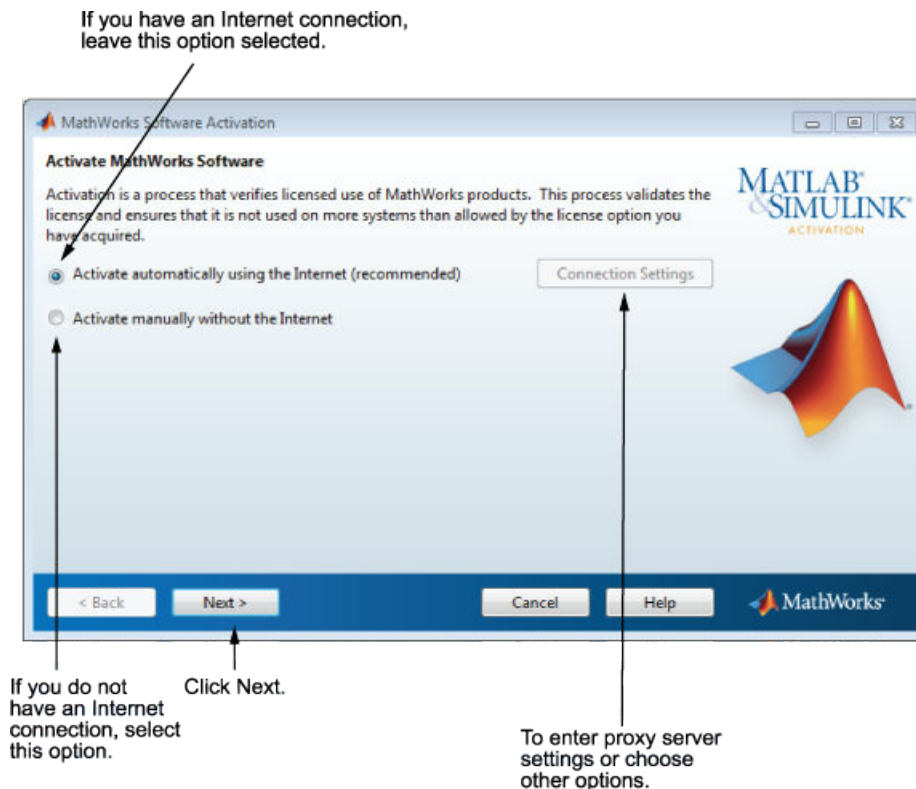 If you have an Internet connection,
leave this option selected.
MathWorks Software Activation
Activate MathWorks Software
Activation is a process that verifies licensed use of MathWorks products. This process validates the
license and ensures that it is not used on more systems than allowed by the license option you
have acquired.
MATLAB®
&SIMULINK®
ACTIVATION
Activate automatically using the Internet (recommended)
Connection Settings
Activate manually without the Internet
< Back
Next >
Cancel
Help
MathWorks®
If you do not
have an Internet
connection, select
this option.
Click Next.
To enter proxy server
settings or choose
other options.